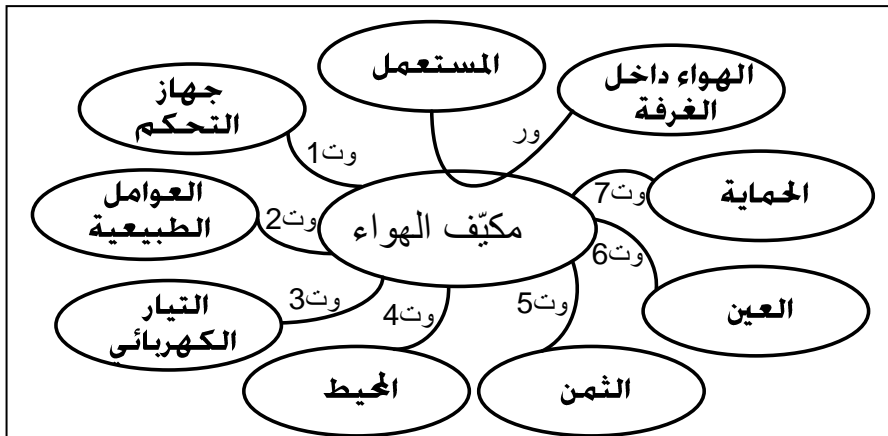 المستعمل
الهواء داخل
الغرفة
جهاز
التحكم
ور
وت1
وت7
الحماية
العوامل
الطبيعية
وت2
مكيّف الهواء
وت6
التيار
الكهربائي
وت3
وت4
وت5
العين
المحيط
الثمن